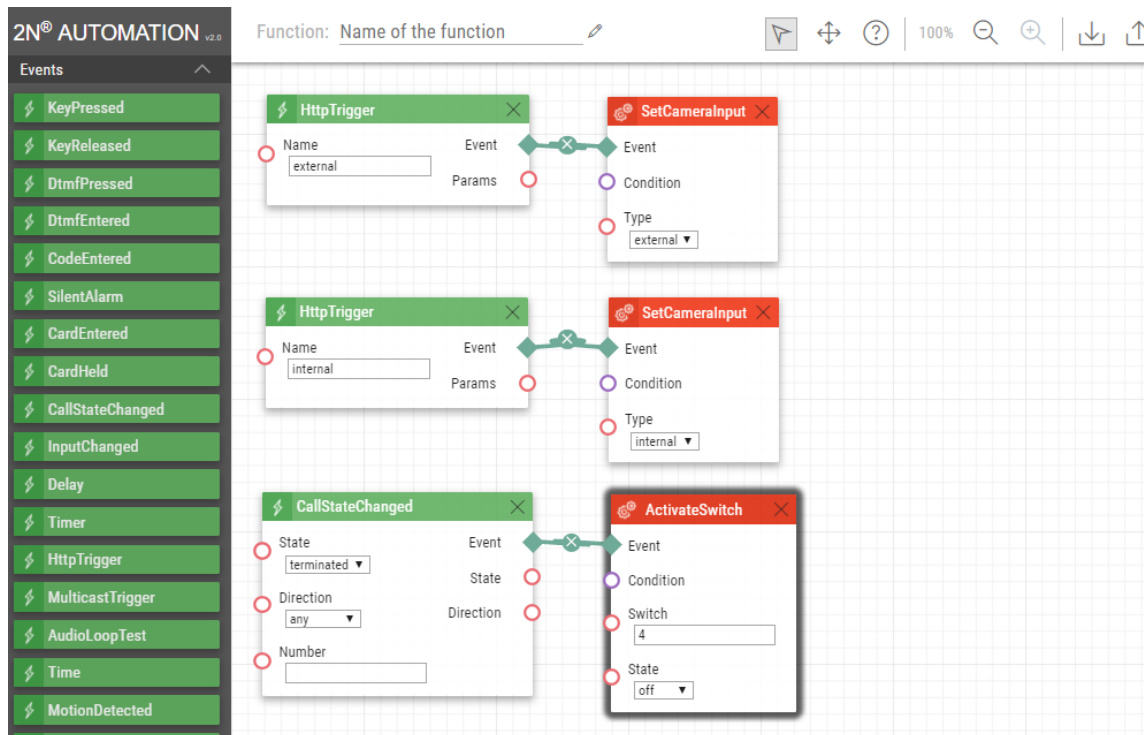 2N® AUTOMATION v2.0
Function: Name of the function
100%
Events
KeyPressed
KeyReleased
DtmfPressed
DtmfEntered
CodeEntered
SilentAlarm
CardEntered
CardHeld
CallStateChanged
InputChanged
Delay
Timer
HttpTrigger
MulticastTrigger
AudioLoopTest
Time
MotionDetected
HttpTrigger
Name
external
Event
Params
SetCameraInput
Event
Condition
Type
external
HttpTrigger
Name
internal
Event
Params
SetCameraInput
Event
Condition
Type
internal
CallStateChanged
State
terminated
Direction
any
Number
Event
State
Direction
ActivateSwitch
Event
Condition
Switch
4
State
off